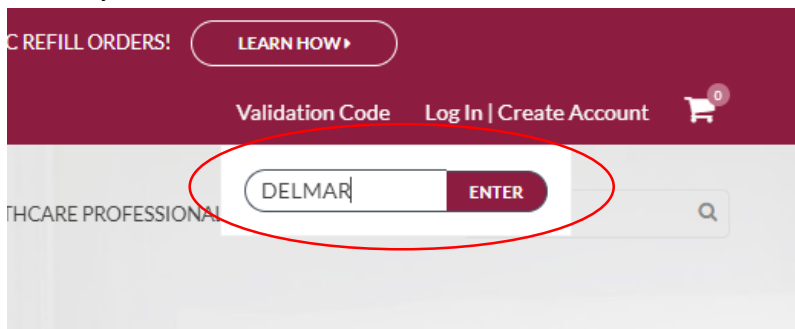 C REFILL ORDERS! LEARN HOW
Validation Code Log In | Create Account 0
DELMAR ENTER
THCARE PROFESSIONAL